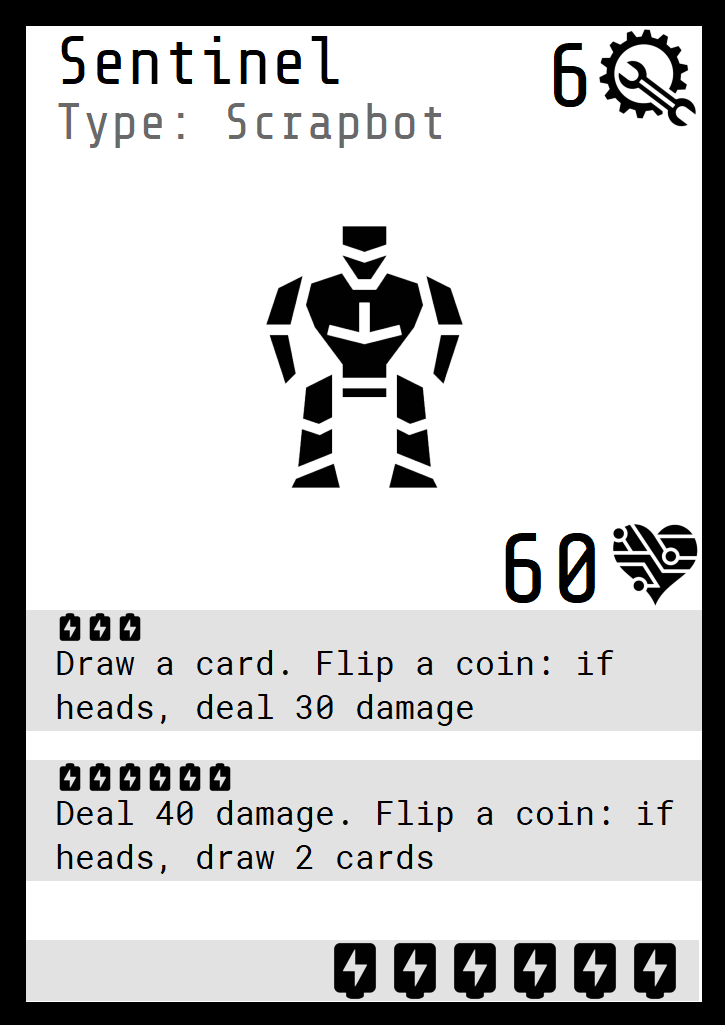 Sentinel
6
Type: Scrapbot
60
Draw a card. Flip a coin: if
heads, deal 30 damage
Deal 40 damage. Flip a coin: if
heads, draw 2 cards